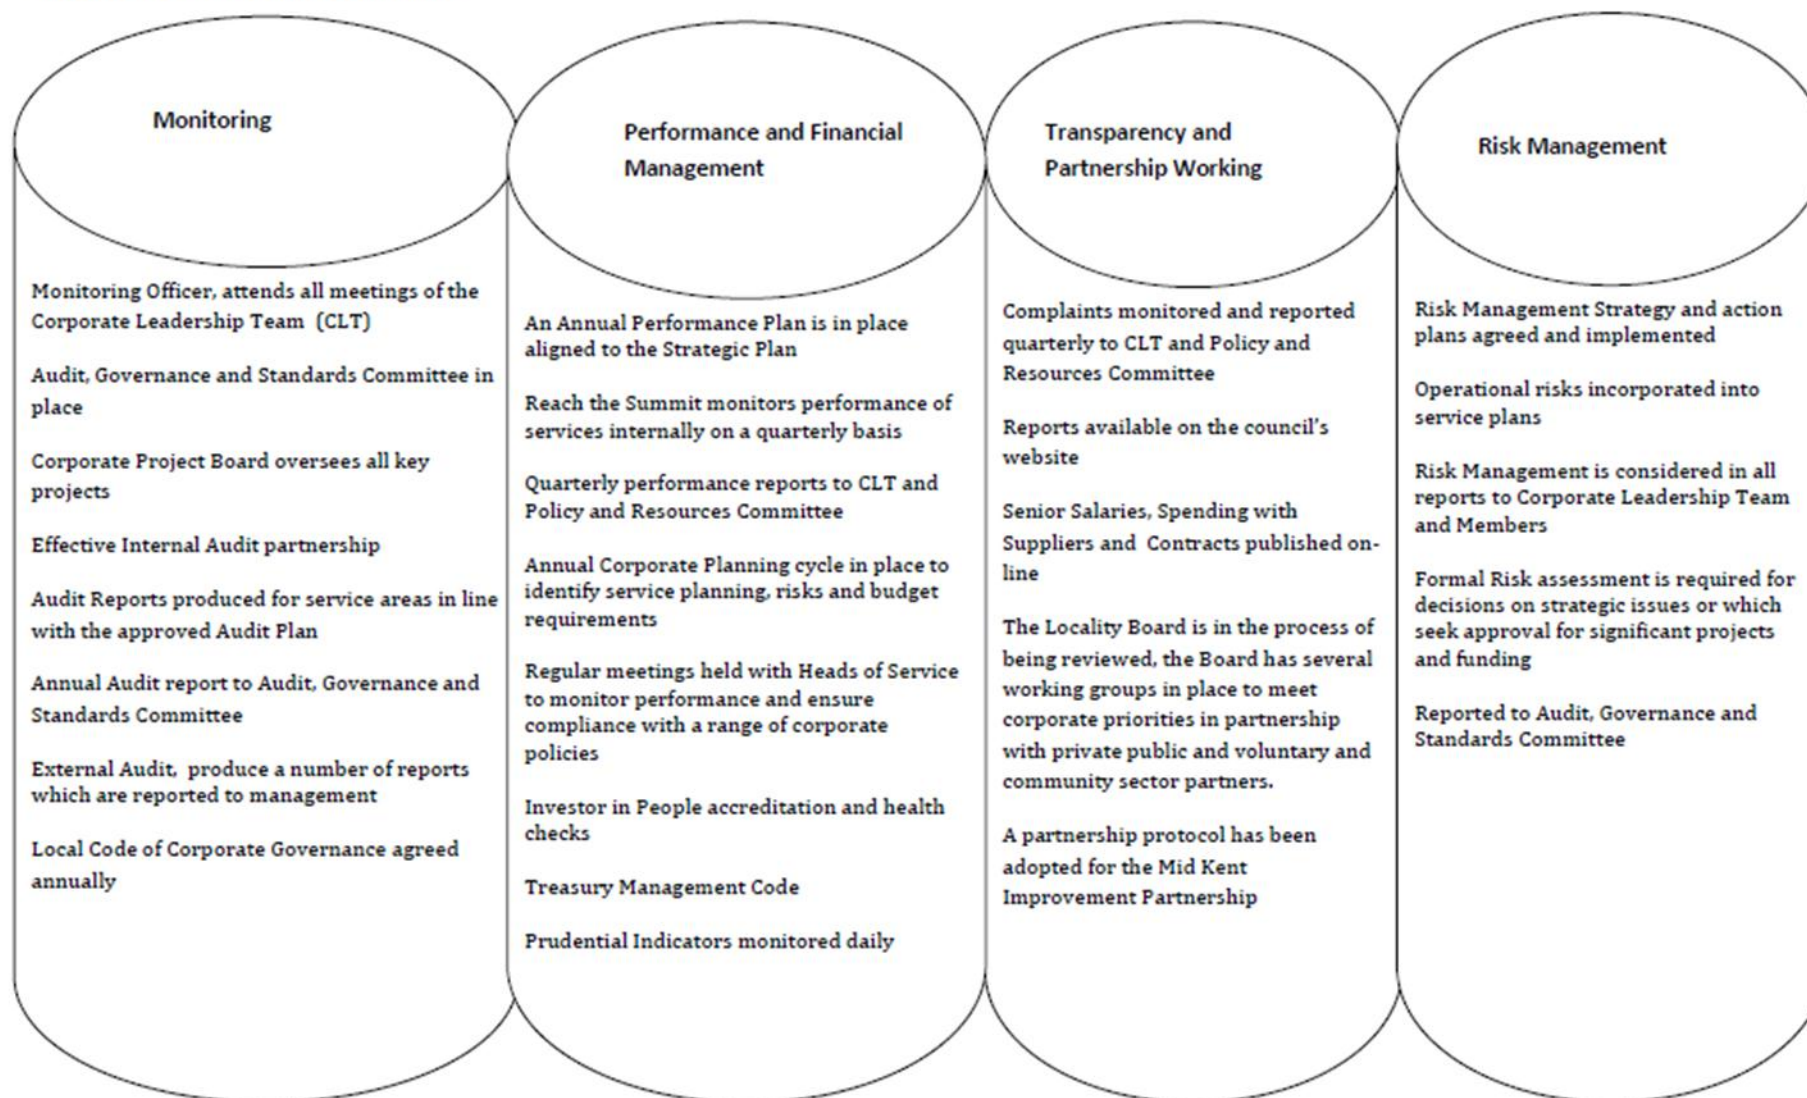 Monitoring
Monitoring Officer, attends all meetings of the
Corporate Leadership Team (CLT)
Audit, Governance and Standards Committee in
place
Corporate Project Board oversees all key
projects
Effective Internal Audit partnership
Audit Reports produced for service areas in line
with the approved Audit Plan
Annual Audit report to Audit, Governance and
Standards Committee
External Audit, produce a number of reports
which are reported to management
Local Code of Corporate Governance agreed
annually
Performance and Financial
Management
An Annual Performance Plan is in place
aligned to the Strategic Plan
Reach the Summit monitors performance of
services internally on a quarterly basis
Quarterly performance reports to CLT and
Policy and Resources Committee
Annual Corporate Planning cycle in place to
identify service planning, risks and budget
requirements
Regular meetings held with Heads of Service
to monitor performance and ensure
compliance with a range of corporate
policies
Investor in People accreditation and health
checks
Treasury Management Code
Prudential Indicators monitored daily
Transparency and
Partnership Working
Complaints monitored and reported
quarterly to CLT and Policy and
Resources Committee
Reports available on the council's
website
Senior Salaries, Spending with
Suppliers and Contracts published on-
line
The Locality Board is in the process of
being reviewed, the Board has several
working groups in place to meet
corporate priorities in partnership
with private public and voluntary and
community sector partners.
A partnership protocol has been
adopted for the Mid Kent
Improvement Partnership
Risk Management
Risk Management Strategy and action
plans agreed and implemented
Operational risks incorporated into
service plans
Risk Management is considered in all
reports to Corporate Leadership Team
and Members
Formal Risk assessment is required for
decisions on strategic issues or which
seek approval for significant projects
and funding
Reported to Audit, Governance and
Standards Committee